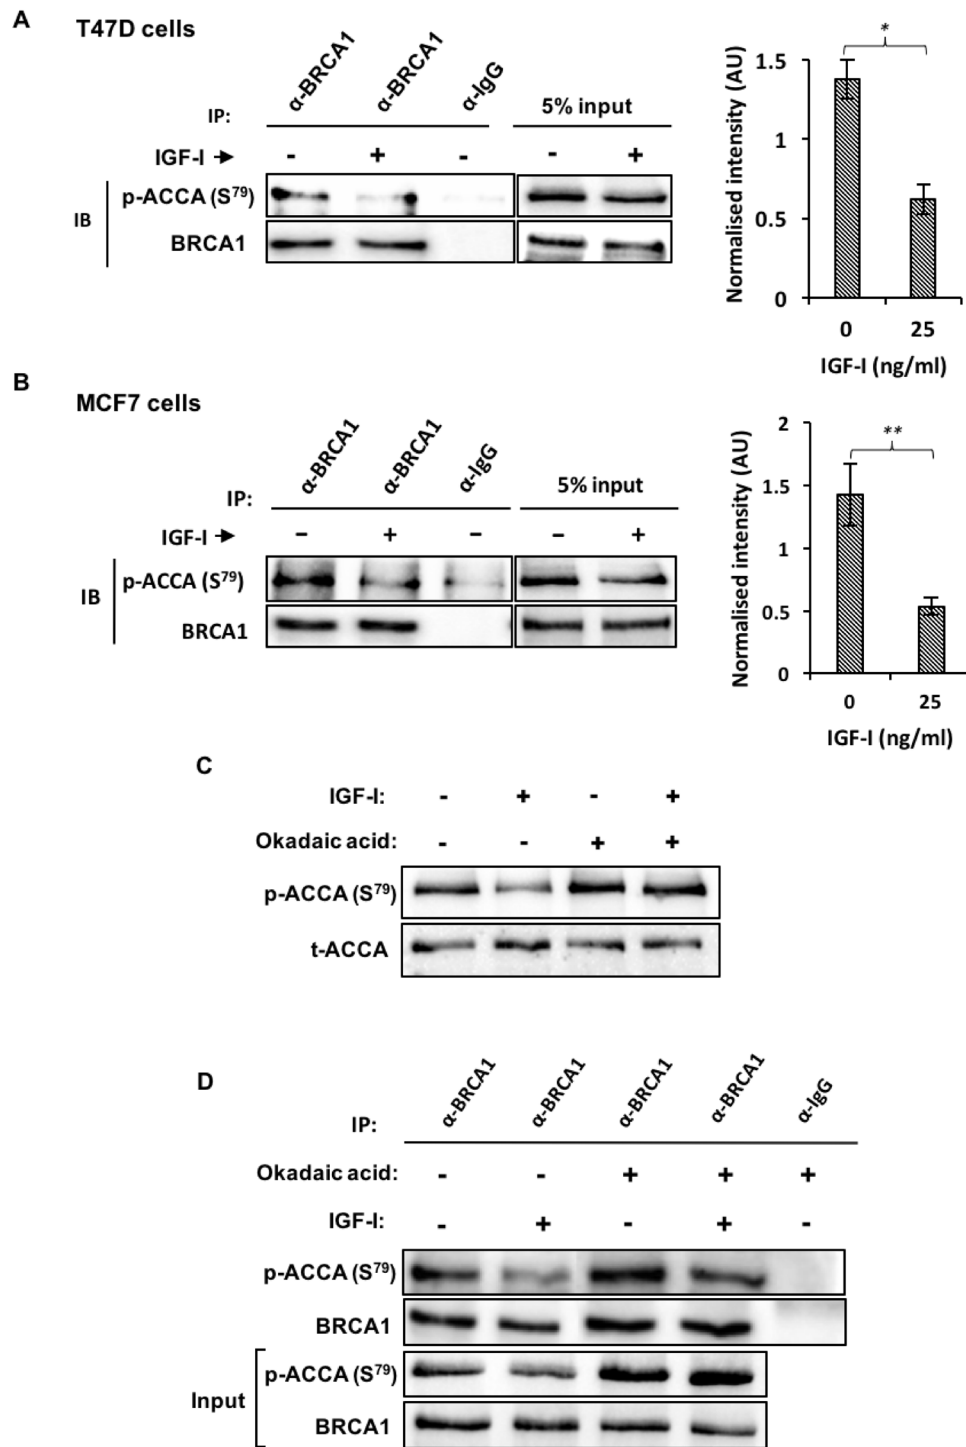 A
T47D cells
α-BRCA1 α-BRCA1 α-IgG
IP:
5% input
IGF-I → - + - - +
IB
p-ACCA (S79)
BRCA1
Normalised intensity (AU)
*
1.5
1
0.5
0
0 25
IGF-I (ng/ml)
B
MCF7 cells
α-BRCA1 α-BRCA1 α-IgG
IP:
5% input
IGF-I → - + - - +
IB
p-ACCA (S79)
BRCA1
Normalised intensity (AU)
**
2
1.5
1
0.5
0
0 25
IGF-I (ng/ml)
C
IGF-I: - + - +
Okadaic acid: - - + +
p-ACCA (S79)
t-ACCA
D
α-BRCA1 α-BRCA1 α-BRCA1 α-BRCA1 α-IgG
IP:
Okadaic acid: - - + + +
IGF-I: - + - + -
p-ACCA (S79)
BRCA1
Input
p-ACCA (S79)
BRCA1